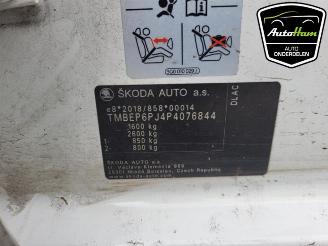 AutoHam
AUTO ONDERDELEN
ŠKODA AUTO a.s.
DLAC
e8*2018/858*00014
TMBEP6PJ4P4076844
1600 kg
2600 kg
1- 850 kg
2- 800 kg
ŠKODA AUTO a.s.
tř. Václava Klementa 869
29301 Mladá Boleslav, Czech Republic